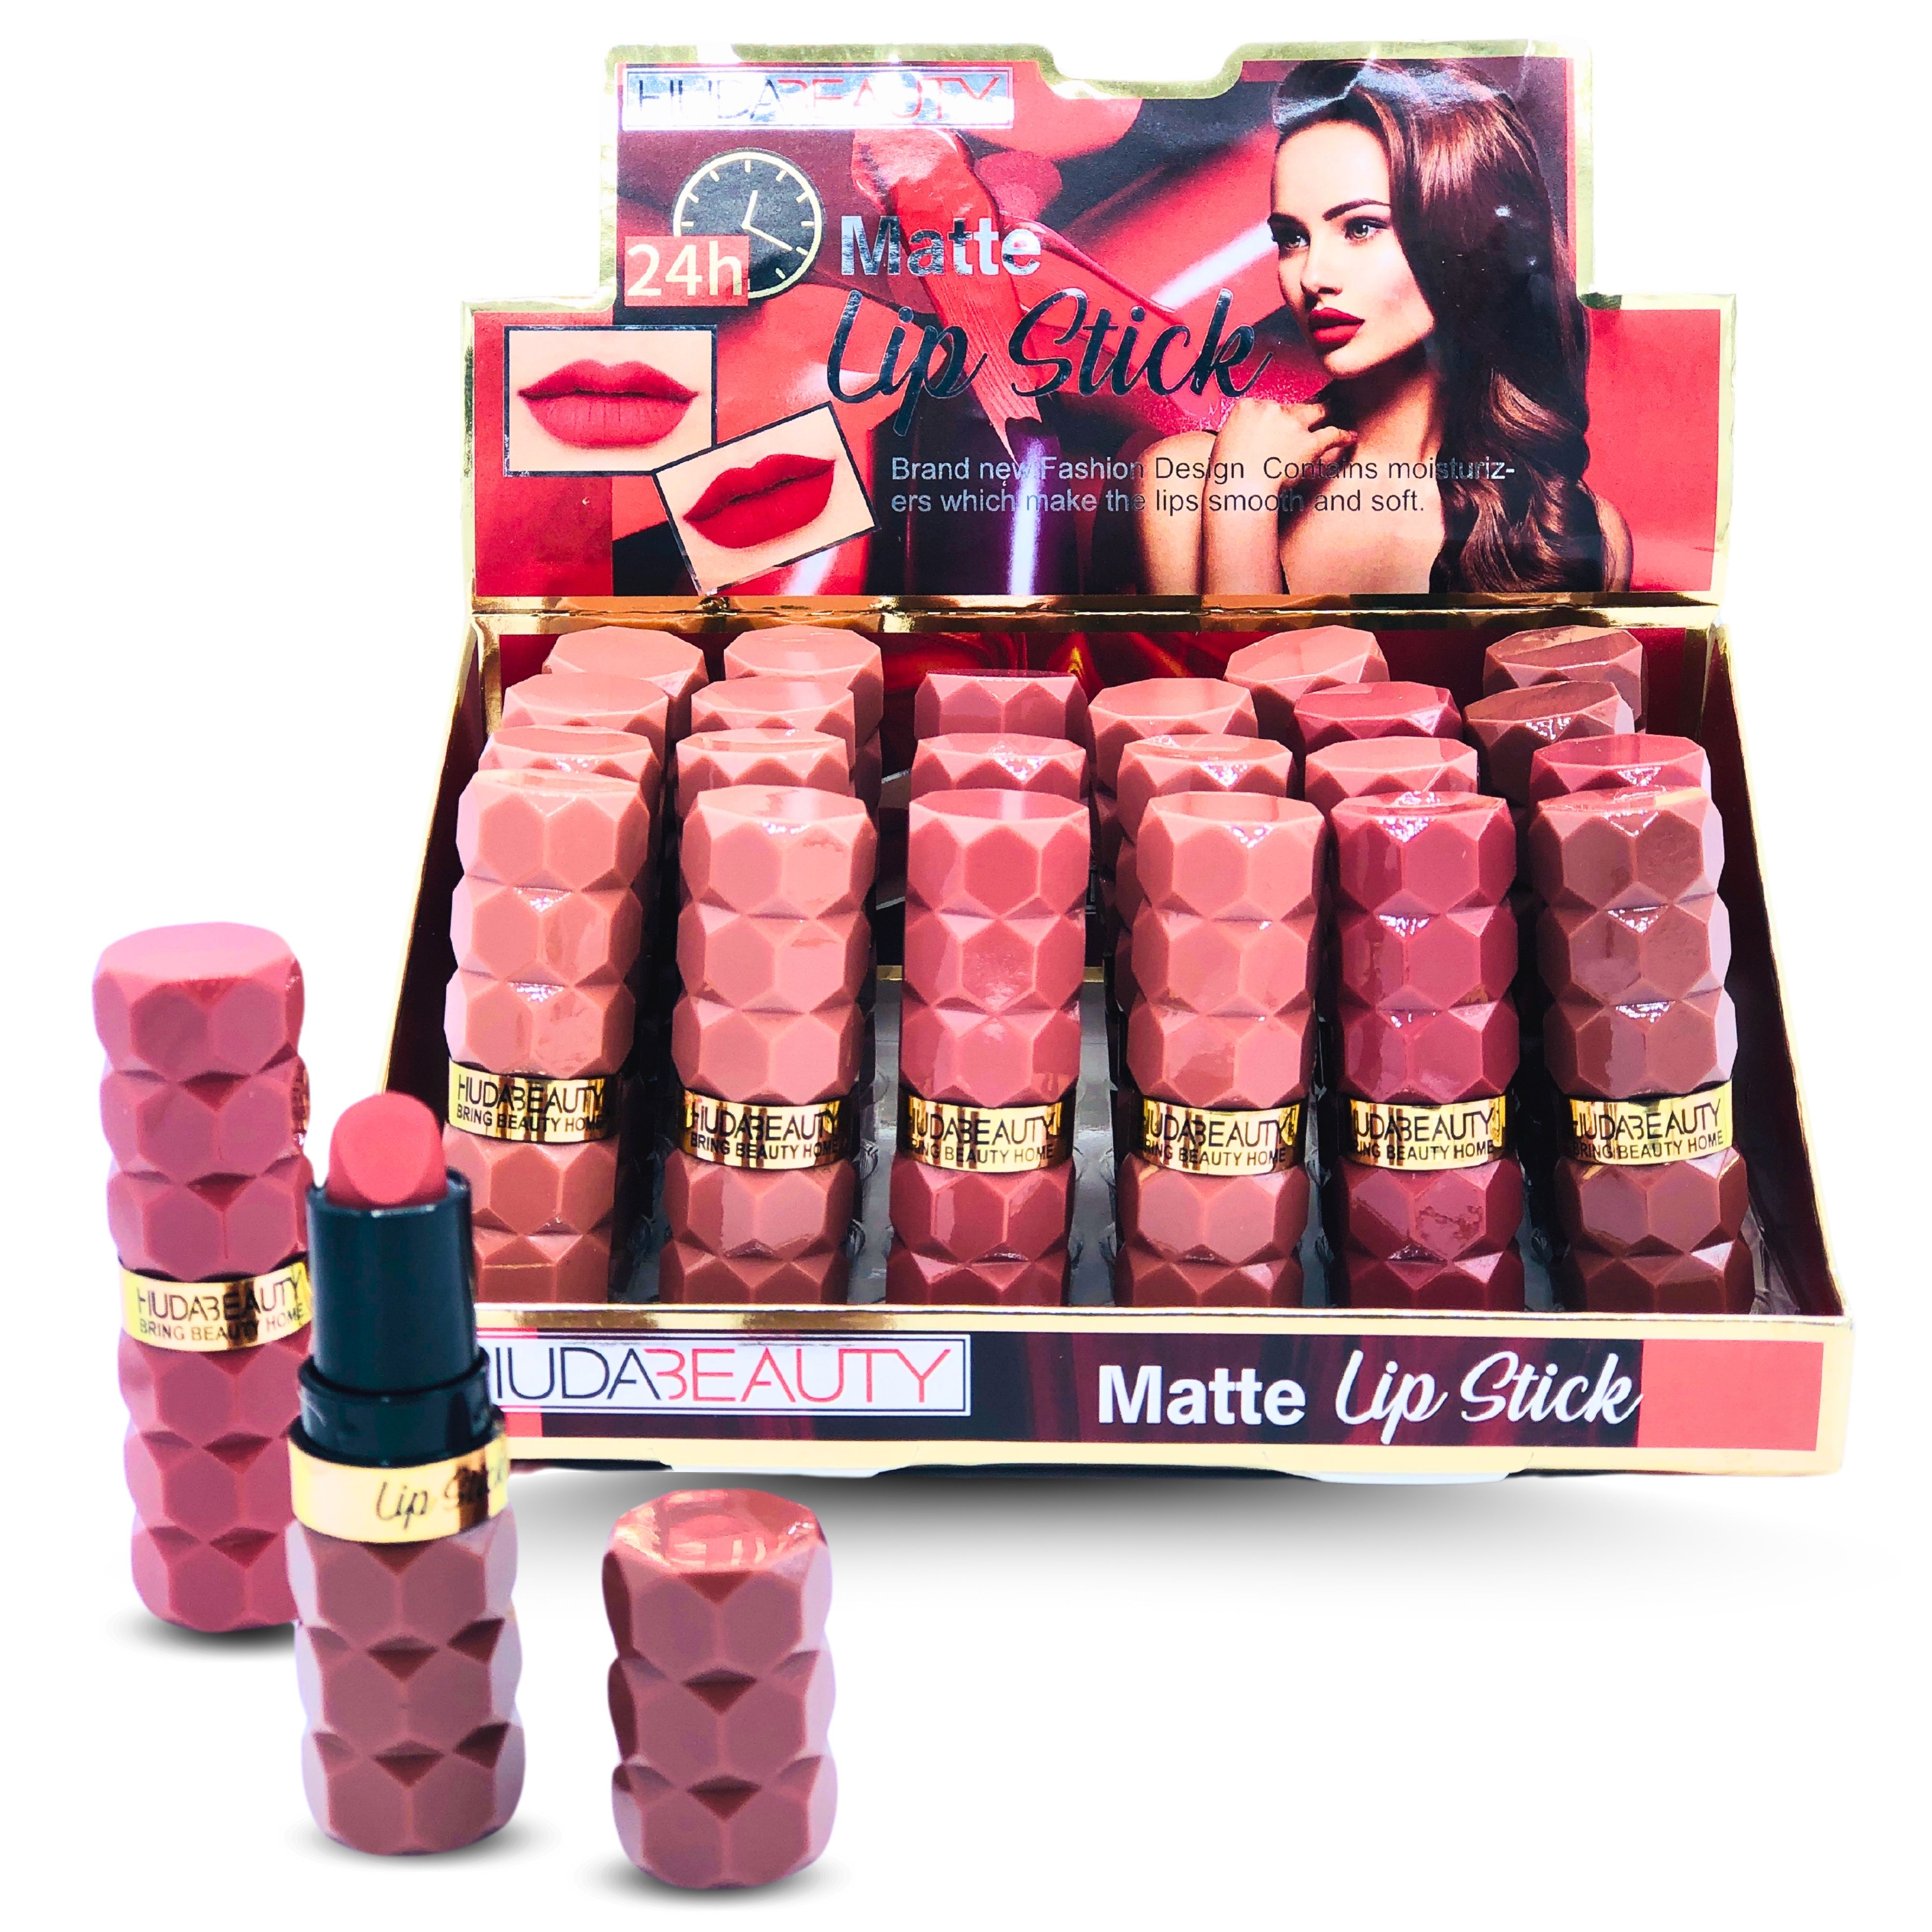 HUDABEAUTY
24h
Matte
Lip Stick
Brand new Fashion Design Contains moisturiz-
ers which make the lips smooth and soft.
HUDABEAUTY
BRING BEAUTY HOME
HUDABEAUTY
BRING BEAUTY HOME
HUDABEAUTY
BRING BEAUTY HOME
HUDABEAUTY
BRING BEAUTY HOME
HUDABEAUTY
BRING BEAUTY HOME
HUDABEAUTY
BRING BEAUTY HOME
HUDABEAUTY
BRING BEAUTY HOME
HUDABEAUTY
Matte Lip Stick
Lip Stick